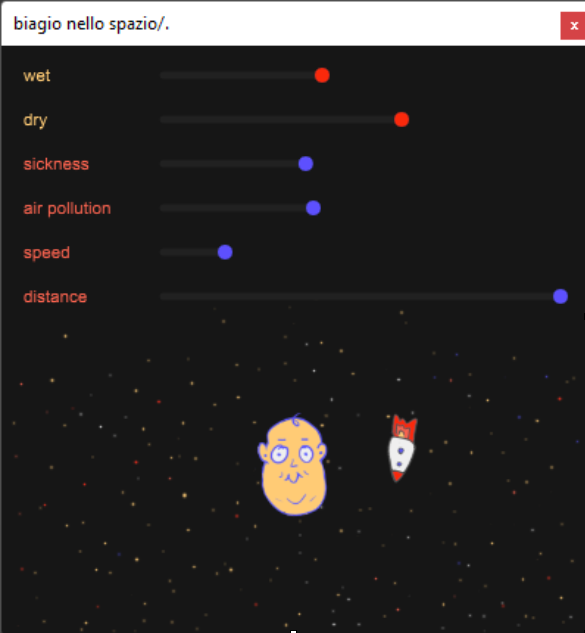 biagio nello spazio/.
x
wet
dry
sickness
air pollution
speed
distance